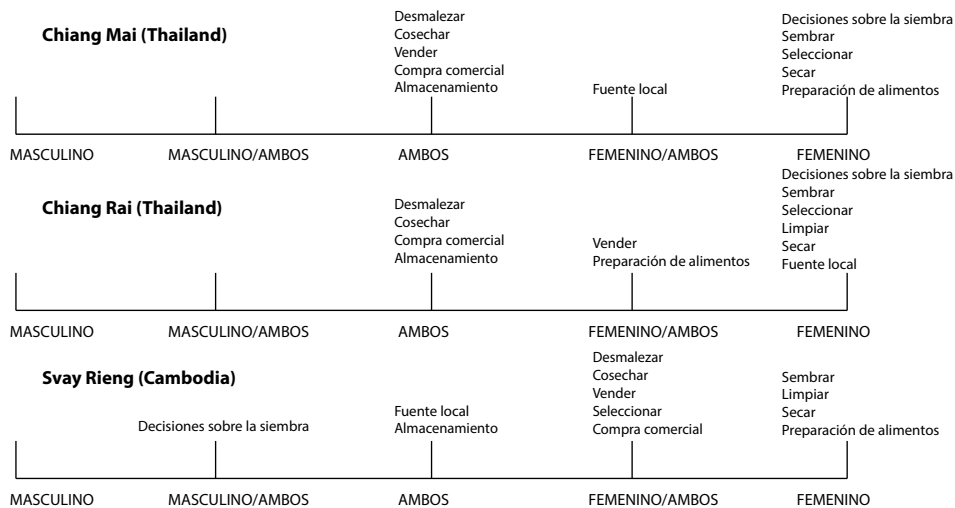 Chiang Mai (Thailand)
Desmalezar
Cosechar
Vender
Compra comercial
Almacenamiento
Fuente local
Decisiones sobre la siembra
Sembrar
Seleccionar
Secar
Preparación de alimentos
MASCULINO
MASCULINO/AMBOS
AMBOS
FEMENINO/AMBOS
FEMENINO
Chiang Rai (Thailand)
Desmalezar
Cosechar
Compra comercial
Almacenamiento
Vender
Preparación de alimentos
Decisiones sobre la siembra
Sembrar
Seleccionar
Limpiar
Secar
Fuente local
MASCULINO
MASCULINO/AMBOS
AMBOS
FEMENINO/AMBOS
FEMENINO
Svay Rieng (Cambodia)
Decisiones sobre la siembra
Fuente local
Almacenamiento
Desmalezar
Cosechar
Vender
Seleccionar
Compra comercial
Sembrar
Limpiar
Secar
Preparación de alimentos
MASCULINO
MASCULINO/AMBOS
AMBOS
FEMENINO/AMBOS
FEMENINO